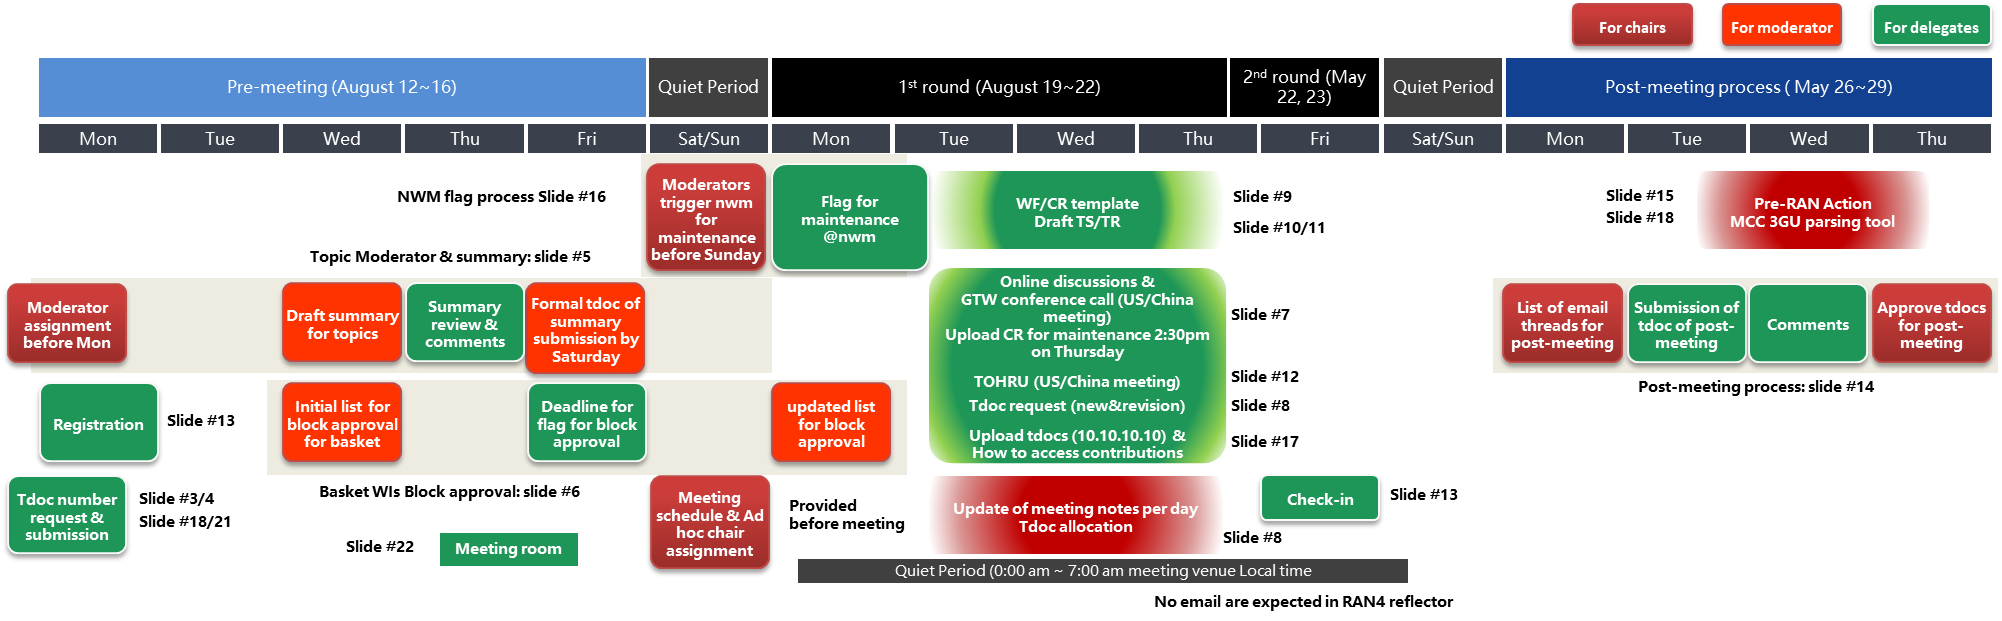 For chairs
For moderator
For delegates
Pre-meeting (August 12~16)
Quiet Period
1st round (August 19~22)
2nd round (May
22, 23)
Quiet Period
Post-meeting process ( May 26~29)
Mon
Tue
Wed
Thu
Fri
Sat/Sun
Mon
Tue
Wed
Thu
Fri
Sat/Sun
Mon
Tue
Wed
Thu
NWM flag process Slide #16
Moderators
trigger nwm
for
maintenance
before Sunday
Flag for
maintenance
@nwm
WF/CR template
Draft TS/TR
Slide #9
Slide #10/11
Slide #15
Slide #18
Pre-RAN Action
MCC 3GU parsing tool
Topic Moderator & summary: slide #5
Moderator
assignment
before Mon
Draft summary
for topics
Summary
review &
comments
Formal tdoc of
summary
submission by
Saturday
Online discussions &
GTW conference call (US/China
meeting)
Upload CR for maintenance 2:30pm
on Thursday
TOHRU (US/China meeting)
Tdoc request (new&revision)
Upload tdocs (10.10.10.10) &
How to access contributions
Slide #7
Slide #12
Slide #8
Slide #17
List of email
threads for
post-meeting
Submission of
tdoc of post-
meeting
Comments
Approve tdocs
for post-
meeting
Post-meeting process: slide #14
Registration
Slide #13
Initial list for
block approval
for basket
Deadline for
flag for block
approval
updated list
for block
approval
Tdoc number
request &
submission
Slide #3/4
Slide #18/21
Basket WIs Block approval: slide #6
Slide #22
Meeting room
Meeting
schedule & Ad
hoc chair
assignment
Provided
before meeting
Update of meeting notes per day
Tdoc allocation
Slide #8
Check-in
Slide #13
Quiet Period (0:00 am ~ 7:00 am meeting venue Local time
No email are expected in RAN4 reflector